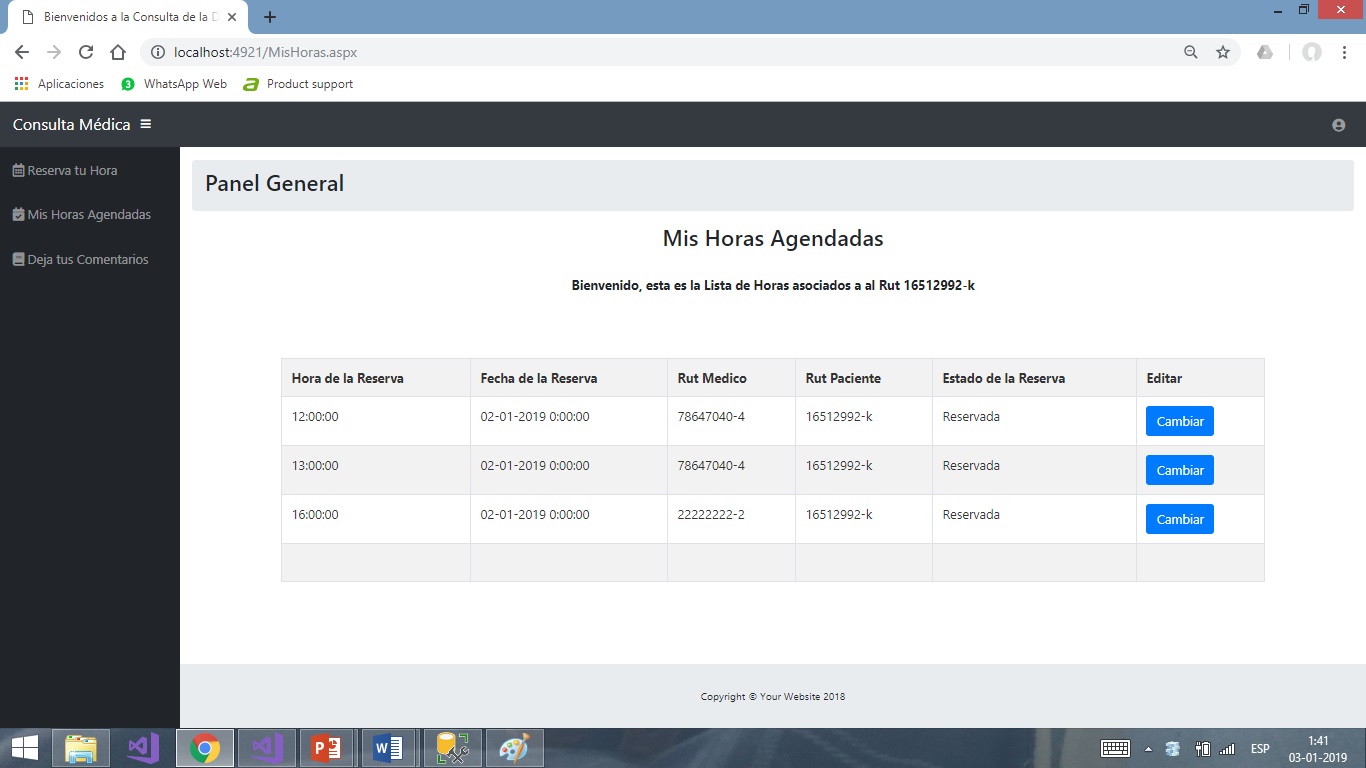 Bienvenidos a la Consulta de la D
localhost:4921/MisHoras.aspx
Aplicaciones
3
WhatsApp Web
a
Product support
Consulta Médica
Reserva tu Hora
Mis Horas Agendadas
Deja tus Comentarios
Panel General
Mis Horas Agendadas
Bienvenido, esta es la Lista de Horas asociados a al Rut 16512992-k
Hora de la Reserva Fecha de la Reserva Rut Medico Rut Paciente Estado de la Reserva Editar
12:00:00 02-01-2019 0:00:00 78647040-4 16512992-k Reservada Cambiar
13:00:00 02-01-2019 0:00:00 78647040-4 16512992-k Reservada Cambiar
16:00:00 02-01-2019 0:00:00 22222222-2 16512992-k Reservada Cambiar
Copyright © Your Website 2018
ESP
1:41
03-01-2019